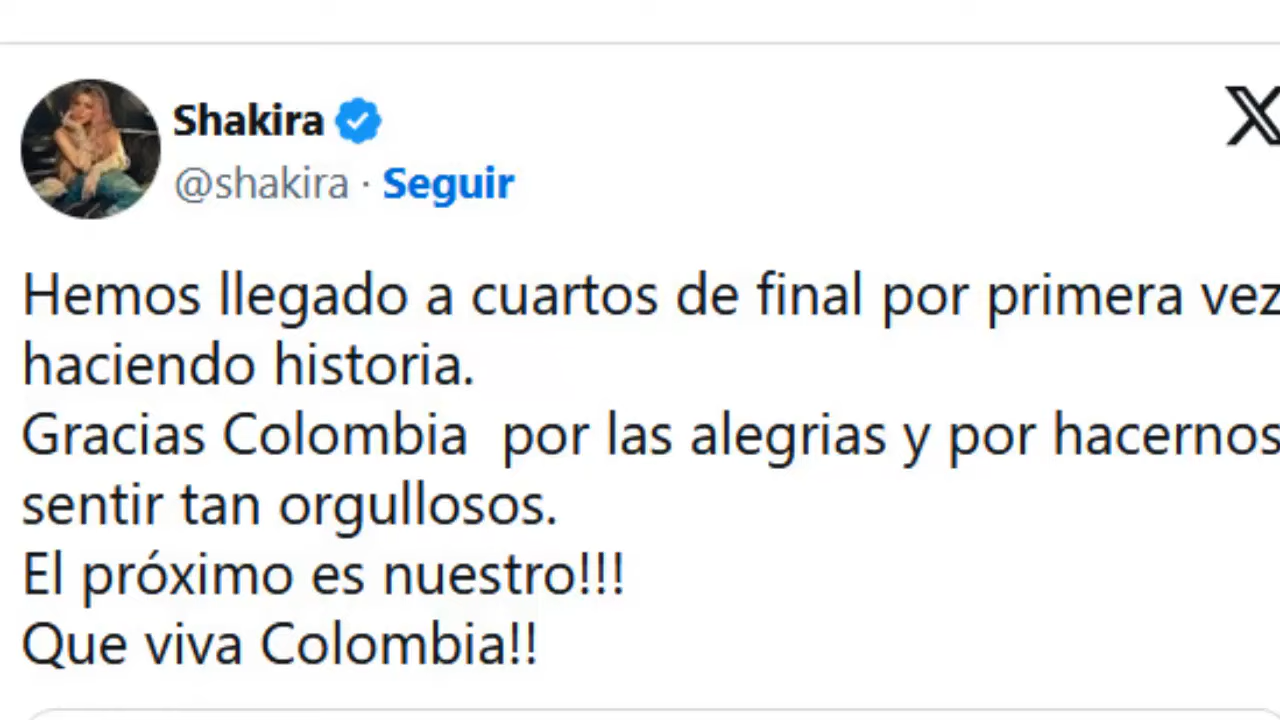 Shakira
@shakira · Seguir
Hemos llegado a cuartos de final por primera vez
haciendo historia.
Gracias Colombia  por las alegrias y por hacernos
sentir tan orgullosos.
El próximo es nuestro!!!
Que viva Colombia!!